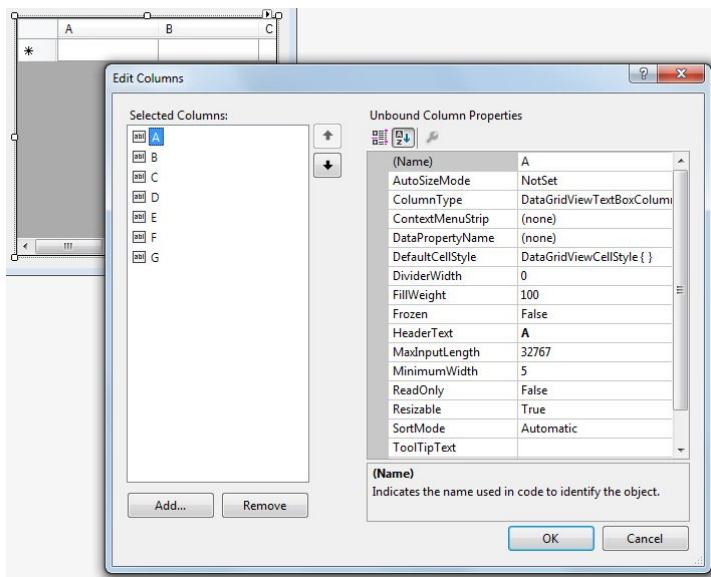 A B C
Edit Columns
Selected Columns:
A
B
C
D
E
F
G
Add... Remove
Unbound Column Properties
(Name) A
AutoSizeMode NotSet
ColumnType DataGridViewTextBoxColumn
ContextMenuStrip (none)
DataPropertyName (none)
DefaultCellStyle DataGridViewCellStyle { }
DividerWidth 0
FillWeight 100
Frozen False
HeaderText A
MaxInputLength 32767
MinimumWidth 5
ReadOnly False
Resizable True
SortMode Automatic
ToolTipText
(Name)
Indicates the name used in code to identify the object.
OK Cancel